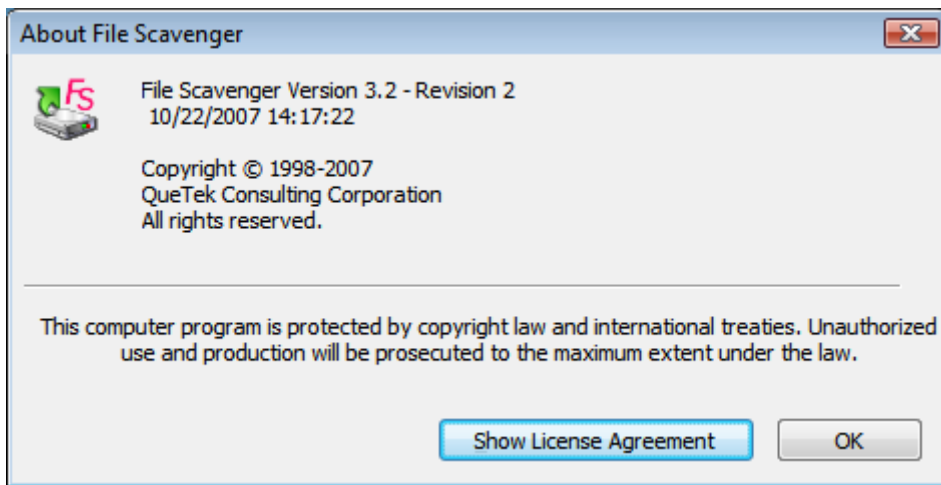 About File Scavenger
FS
File Scavenger Version 3.2 - Revision 2
10/22/2007 14:17:22
Copyright © 1998-2007
QueTek Consulting Corporation
All rights reserved.
This computer program is protected by copyright law and international treaties. Unauthorized
use and production will be prosecuted to the maximum extent under the law.
Show License Agreement
OK